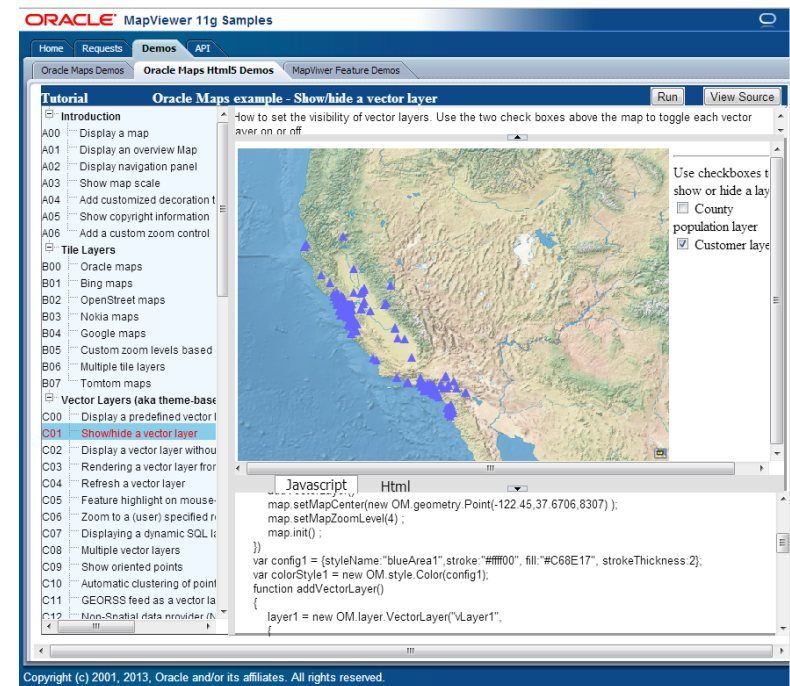 ORACLE MapViewer 11g Samples
Home Requests Demos API
Oracle Maps Demos Oracle Maps Html5 Demos MapViwer Feature Demos
Tutorial Oracle Maps example - Show/hide a vector layer Run View Source
Introduction
A00 Display a map
A01 Display an overview Map
A02 Display navigation panel
A03 Show map scale
A04 Add customized decoration t
A05 Show copyright information
A06 Add a custom zoom control
Tile Layers
B00 Oracle maps
B01 Bing maps
B02 OpenStreet maps
B03 Nokia maps
B04 Google maps
B05 Custom zoom levels based
B06 Multiple tile layers
B07 Tomtom maps
Vector Layers (aka theme-base
C00 Display a predefined vector l
C01 Show/hide a vector layer
C02 Display a vector layer withou
C03 Rendering a vector layer fror
C04 Refresh a vector layer
C05 Feature highlight on mouse-
C06 Zoom to a (user) specified r
C07 Displaying a dynamic SQL la
C08 Multiple vector layers
C09 Show oriented points
C10 Automatic clustering of point
C11 GEORSS feed as a vector la
C12 Non-Spatial data provider (N
How to set the visibility of vector layers. Use the two check boxes above the map to toggle each vector
layer on or off
Use checkboxes t
show or hide a lay
County
population layer
Customer laye
Javascript Html
addVectorLayer()
map.setMapCenter(new OM.geometry.Point(-122.45,37.6706,8307) );
map.setMapZoomLevel(4) ;
map.init() ;
})
var config1 = {styleName:"blueArea1",stroke:"#ffff00", fill:"#C68E17", strokeThickness:2};
var colorStyle1 = new OM.style.Color(config1);
function addVectorLayer()
{
layer1 = new OM.layer.VectorLayer("vLayer1",
{
Copyright (c) 2001, 2013, Oracle and/or its affiliates. All rights reserved.